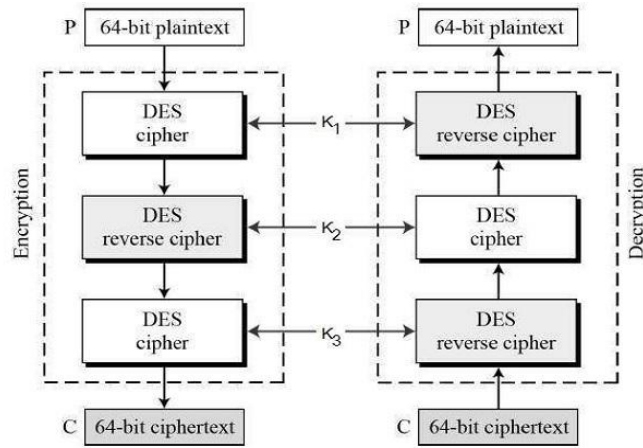 P 64-bit plaintext
P 64-bit plaintext
Encryption
DES
cipher
K1
DES
reverse cipher
DES
reverse cipher
K2
DES
cipher
DES
cipher
K3
DES
reverse cipher
Decryption
C 64-bit ciphertext
C 64-bit ciphertext